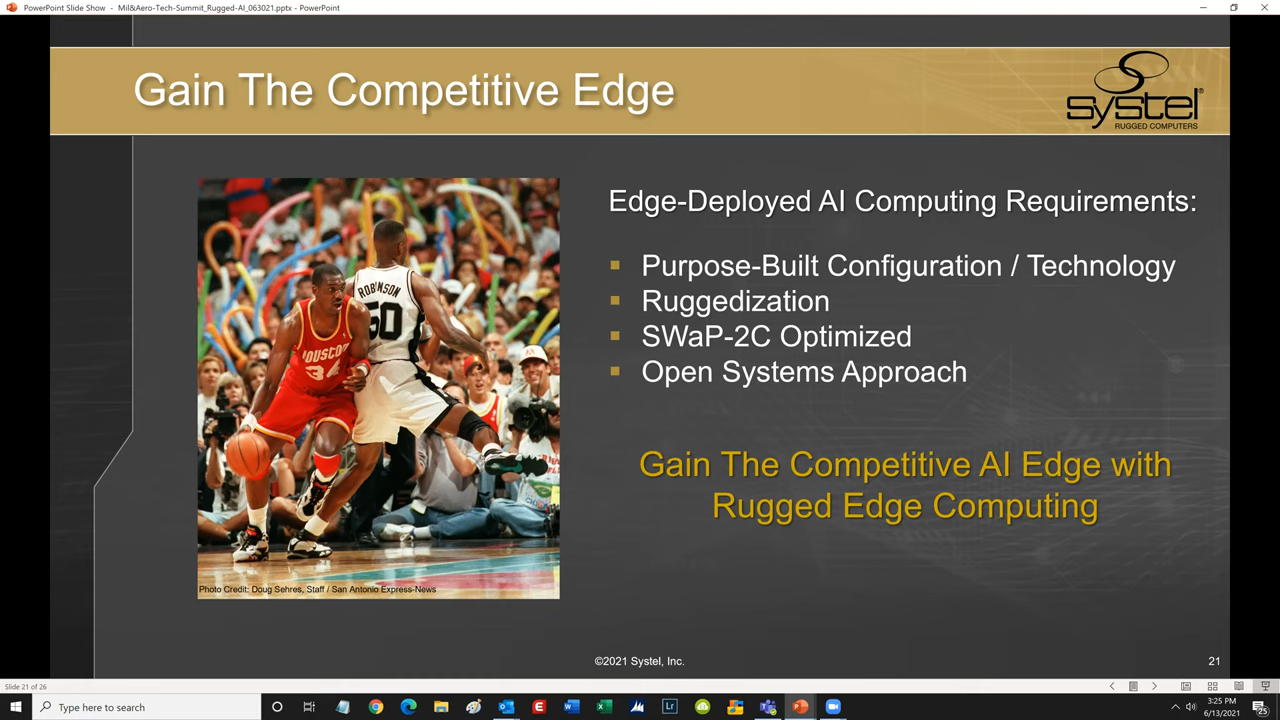 PowerPoint Slide Show - Mil&Aero-Tech-Summit_Rugged-AI_063021.pptx - PowerPoint
Gain The Competitive Edge
systel®
RUGGED COMPUTERS
Edge-Deployed AI Computing Requirements:
Purpose-Built Configuration / Technology
Ruggedization
SWaP-2C Optimized
Open Systems Approach
ROBINSON
50
HOUSTON
34
Gain The Competitive AI Edge with
Rugged Edge Computing
Photo Credit: Doug Sehres, Staff / San Antonio Express-News
©2021 Systel, Inc.
21
Slide 21 of 26
Type here to search
3:25 PM
6/13/2021
25